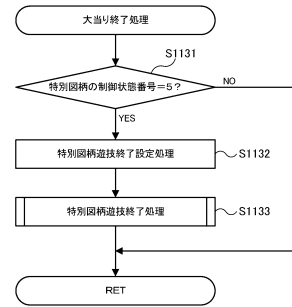 大当り終了処理
S1131
特別図柄の制御状態番号=5?
NO
YES
特別図柄遊技終了設定処理
S1132
特別図柄遊技終了処理
S1133
RET